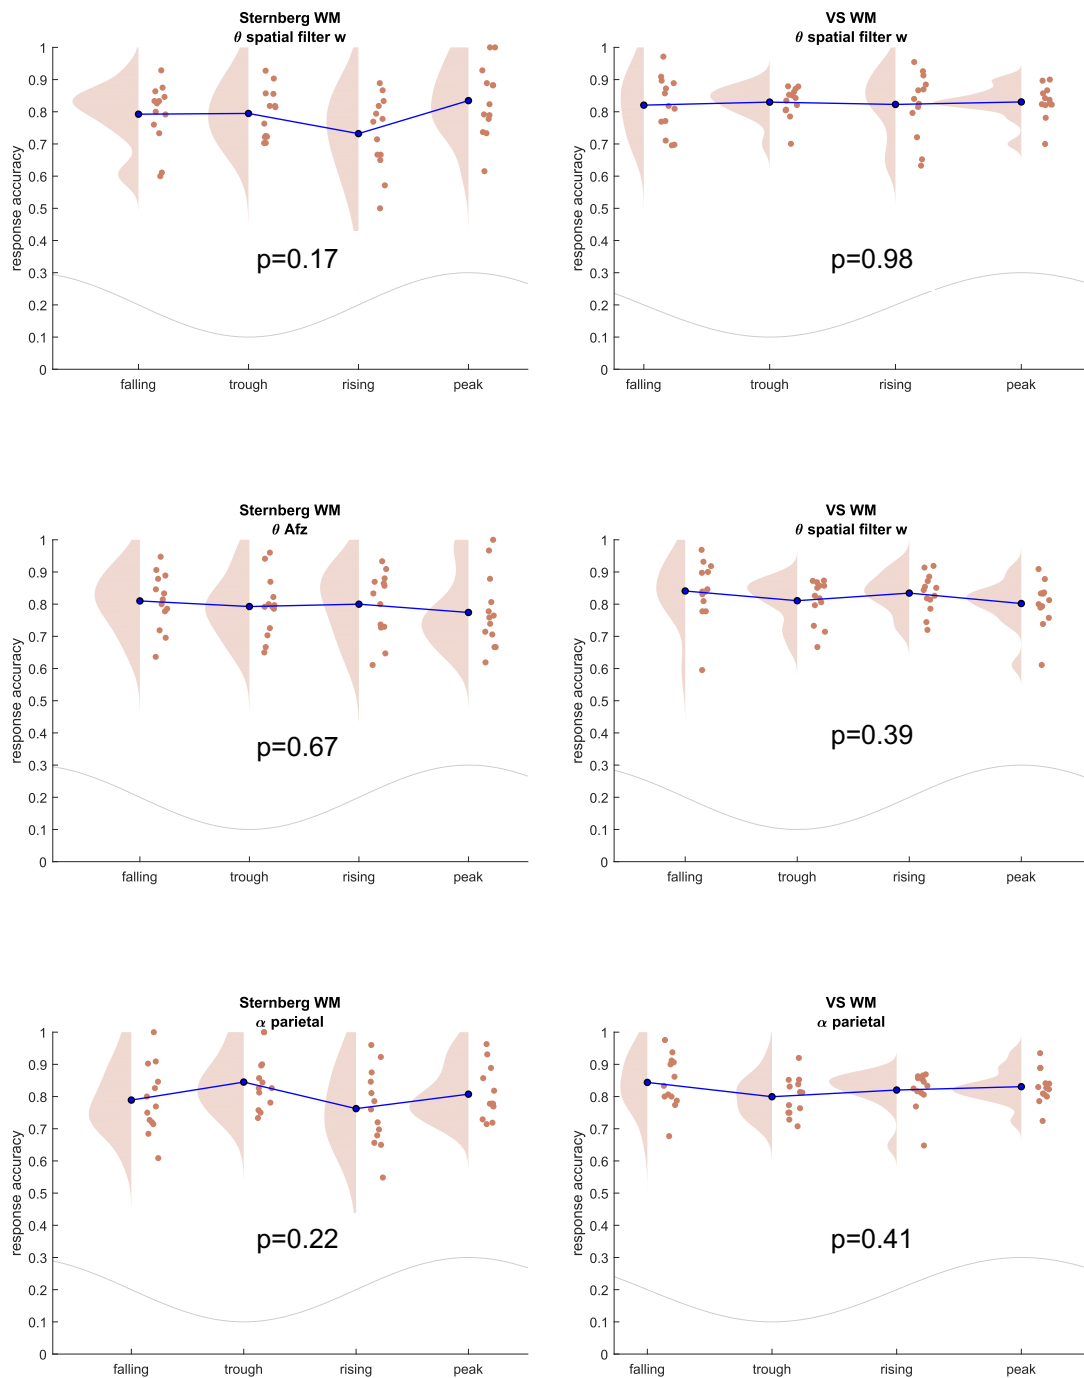 Sternberg WM
θ spatial filter w
response accuracy
1
0.9
0.8
0.7
0.6
0.5
0.4
0.3
0.2
0.1
0
p=0.17
falling trough rising peak
VS WM
θ spatial filter w
response accuracy
1
0.9
0.8
0.7
0.6
0.5
0.4
0.3
0.2
0.1
0
p=0.98
falling trough rising peak
Sternberg WM
θ Afz
response accuracy
1
0.9
0.8
0.7
0.6
0.5
0.4
0.3
0.2
0.1
0
p=0.67
falling trough rising peak
VS WM
θ spatial filter w
response accuracy
1
0.9
0.8
0.7
0.6
0.5
0.4
0.3
0.2
0.1
0
p=0.39
falling trough rising peak
Sternberg WM
α parietal
response accuracy
1
0.9
0.8
0.7
0.6
0.5
0.4
0.3
0.2
0.1
0
p=0.22
falling trough rising peak
VS WM
α parietal
response accuracy
1
0.9
0.8
0.7
0.6
0.5
0.4
0.3
0.2
0.1
0
p=0.41
falling trough rising peak